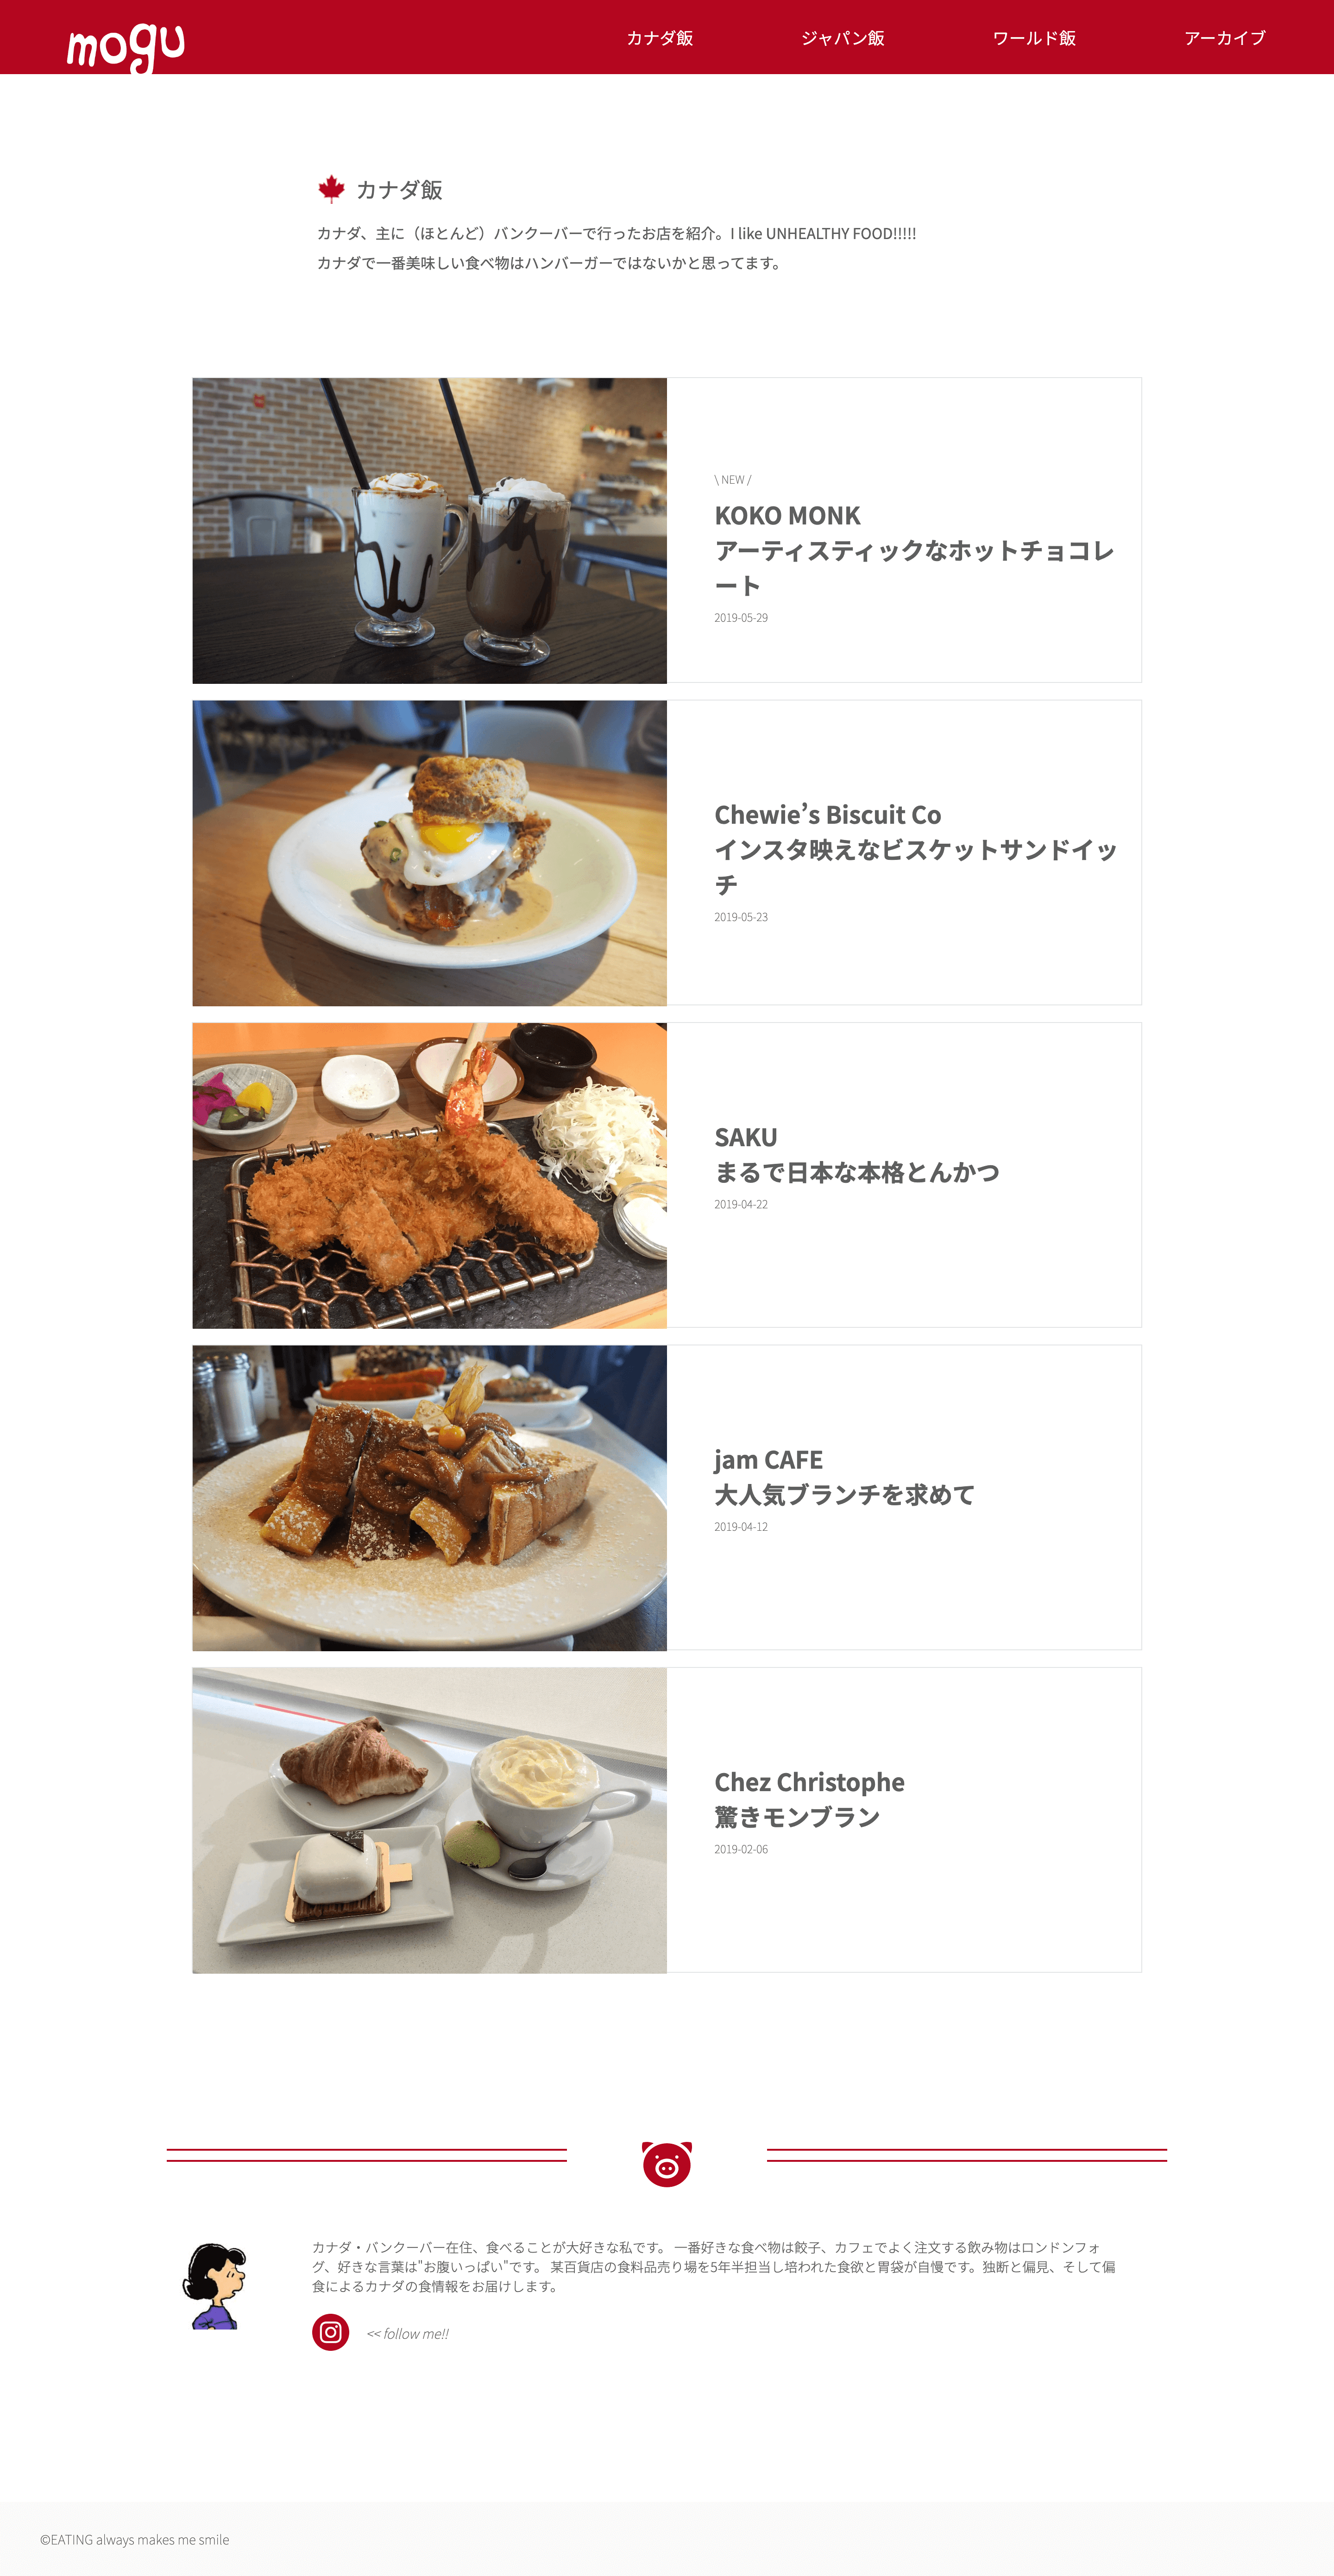 mogu
カナダ飯
ジャパン飯
ワールド飯
アーカイブ
カナダ飯
カナダ、主に（ほとんど）バンクーバーで行ったお店を紹介。I like UNHEALTHY FOOD!!!!!
カナダで一番美味しい食べ物はハンバーガーではないかと思ってます。
\ NEW /
KOKO MONK
アーティスティックなホットチョコレ
ート
2019-05-29
Chewie’s Biscuit Co
インスタ映えなビスケットサンドイッ
チ
2019-05-23
SAKU
まるで日本な本格とんかつ
2019-04-22
jam CAFE
大人気ブランチを求めて
2019-04-12
Chez Christophe
驚きモンブラン
2019-02-06
カナダ・バンクーバー在住、食べることが大好きな私です。 一番好きな食べ物は餃子、カフェでよく注文する飲み物はロンドンフォ
グ、好きな言葉は"お腹いっぱい"です。 某百貨店の食料品売り場を5年半担当し培われた食欲と胃袋が自慢です。独断と偏見、そして偏
食によるカナダの食情報をお届けします。
<< follow me!!
©EATING always makes me smile